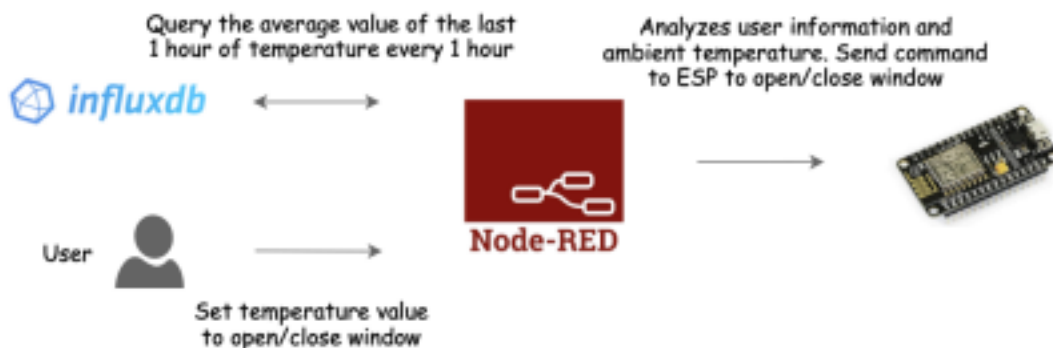 Query the average value of the last
1 hour of temperature every 1 hour
Analyzes user information and
ambient temperature. Send command
to ESP to open/close window
influxdb
Node-RED
User
Set temperature value
to open/close window